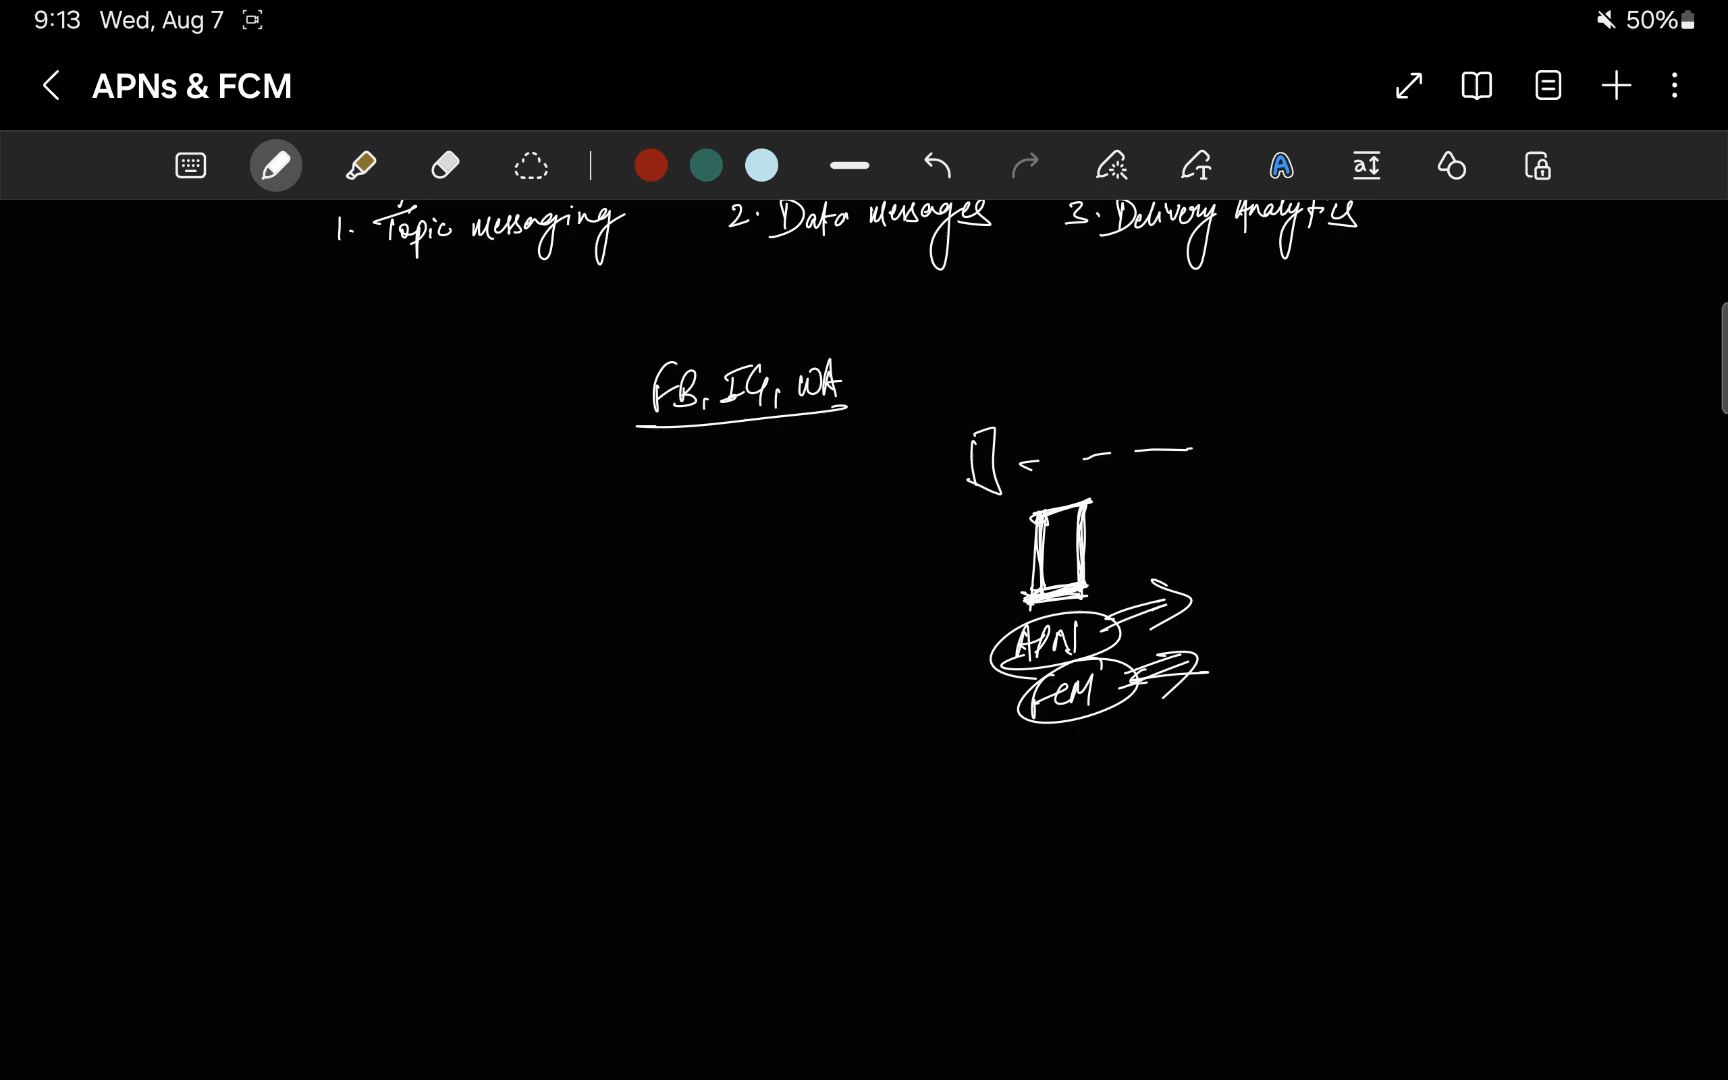 9:13 Wed, Aug 7 50%
APNs & FCM
1. Topic messaging 2. Data Messages 3. Delivery Analytics
FB, IG, WA
APN
FCM